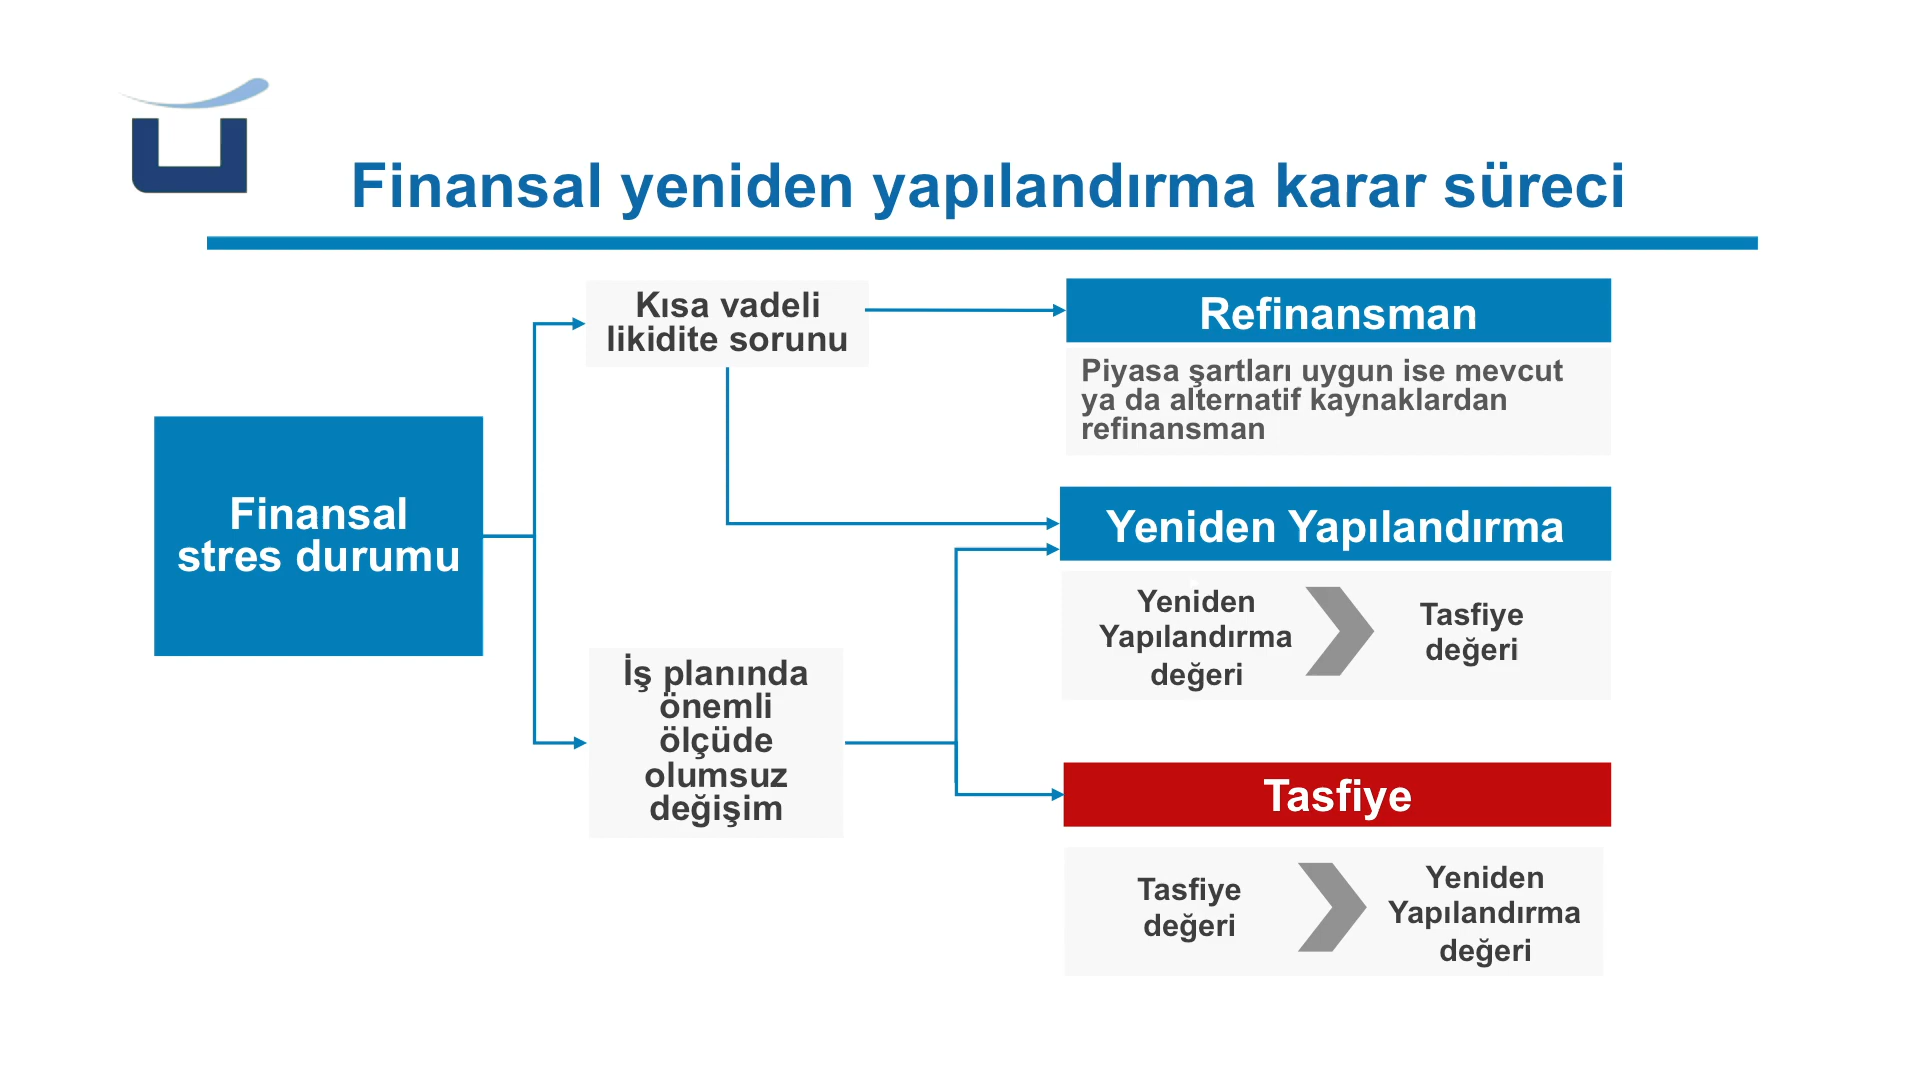 Finansal yeniden yapılandırma karar süreci
Finansal
stres durumu
Kısa vadeli
likidite sorunu
İş planında
önemli
ölçüde
olumsuz
değişim
Refinansman
Piyasa şartları uygun ise mevcut
ya da alternatif kaynaklardan
refinansman
Yeniden Yapılandırma
Yeniden
Yapılandırma
değeri
Tasfiye
değeri
Tasfiye
Tasfiye
değeri
Yeniden
Yapılandırma
değeri